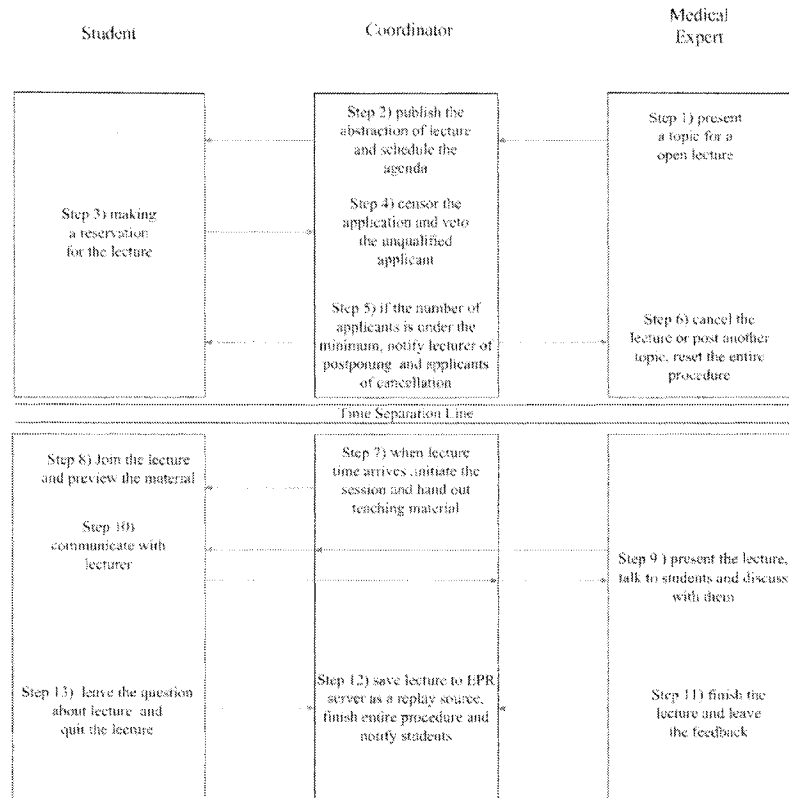 Student
Coordinator
Medical
Expert
Step 1) present
a topic for a
open lecture
Step 2) publish the
abstraction of lecture
and schedule the
agenda
Step 3) making
a reservation
for the lecture
Step 4) censor the
application and veto
the unqualified
applicant
Step 5) if the number of
applicants is under the
minimum, notify lecturer of
postponing and applicants
of cancellation
Step 6) cancel the
lecture or post another
topic, reset the entire
procedure
Time Separation Line
Step 7) when lecture
time arrives ,initiate the
session and hand out
teaching material
Step 8) Join the lecture
and preview the material
Step 9 ) present the lecture,
talk to students and discuss
with them
Step 10)
communicate with
lecturer
Step 11) finish the
lecture and leave
the feedback
Step 12) save lecture to EPR
server as a replay source,
finish entire procedure and
notify students
Step 13) leave the question
about lecture and
quit the lecture